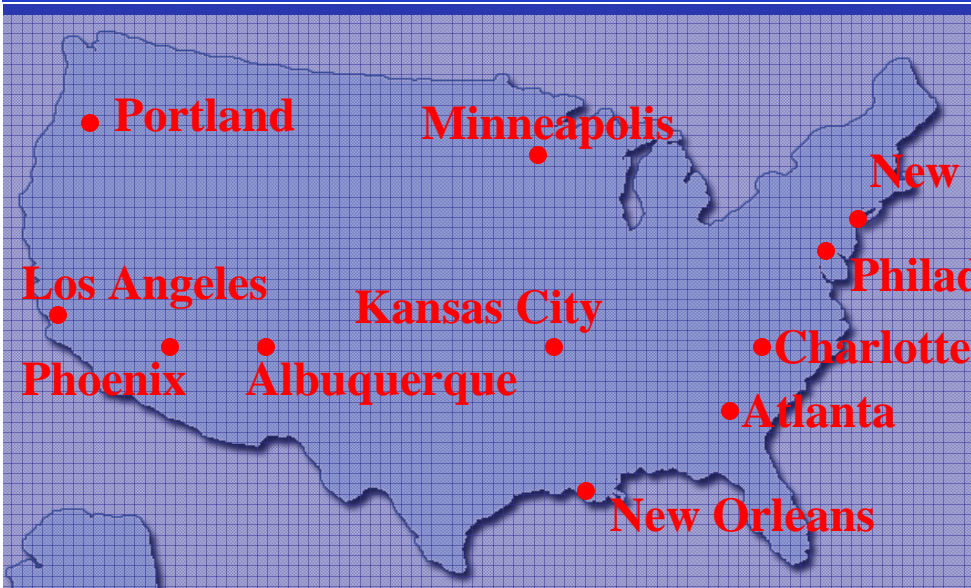 Portland
Minneapolis
New
Los Angeles
Philad
Kansas City
Charlotte
Phoenix
Albuquerque
Atlanta
New Orleans